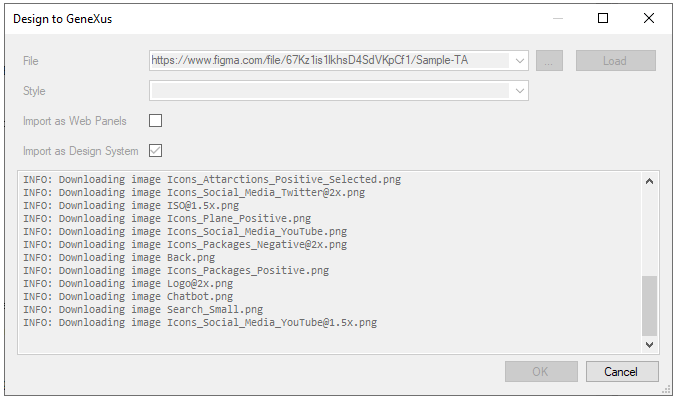 Design to GeneXus
File https://www.figma.com/file/67Kz1is1lkhsD4SdVKpCf1/Sample-TA ... Load
Style
Import as Web Panels
Import as Design System
INFO: Downloading image Icons_Attarctions_Positive_Selected.png
INFO: Downloading image Icons_Social_Media_Twitter@2x.png
INFO: Downloading image ISO@1.5x.png
INFO: Downloading image Icons_Plane_Positive.png
INFO: Downloading image Icons_Social_Media_YouTube.png
INFO: Downloading image Icons_Packages_Negative@2x.png
INFO: Downloading image Back.png
INFO: Downloading image Icons_Packages_Positive.png
INFO: Downloading image Logo@2x.png
INFO: Downloading image Chatbot.png
INFO: Downloading image Search_Small.png
INFO: Downloading image Icons_Social_Media_YouTube@1.5x.png
OK Cancel